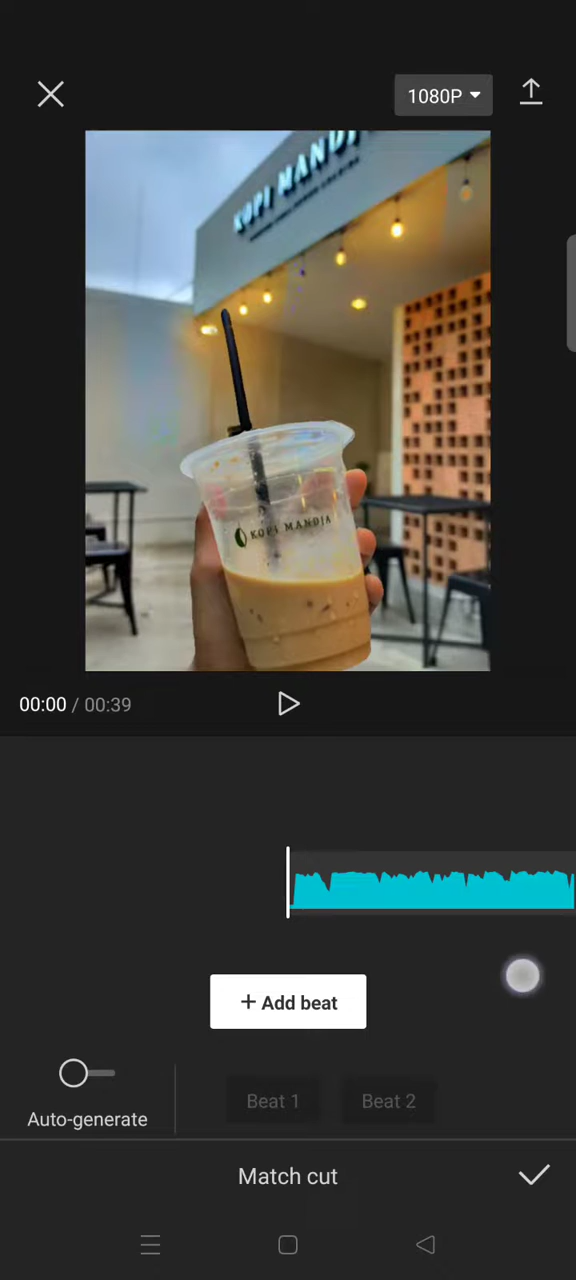 1080P
KOPI MANDJA
KOPI MANDJA
00:00 / 00:39
+ Add beat
Auto-generate
Beat 1
Beat 2
Match cut